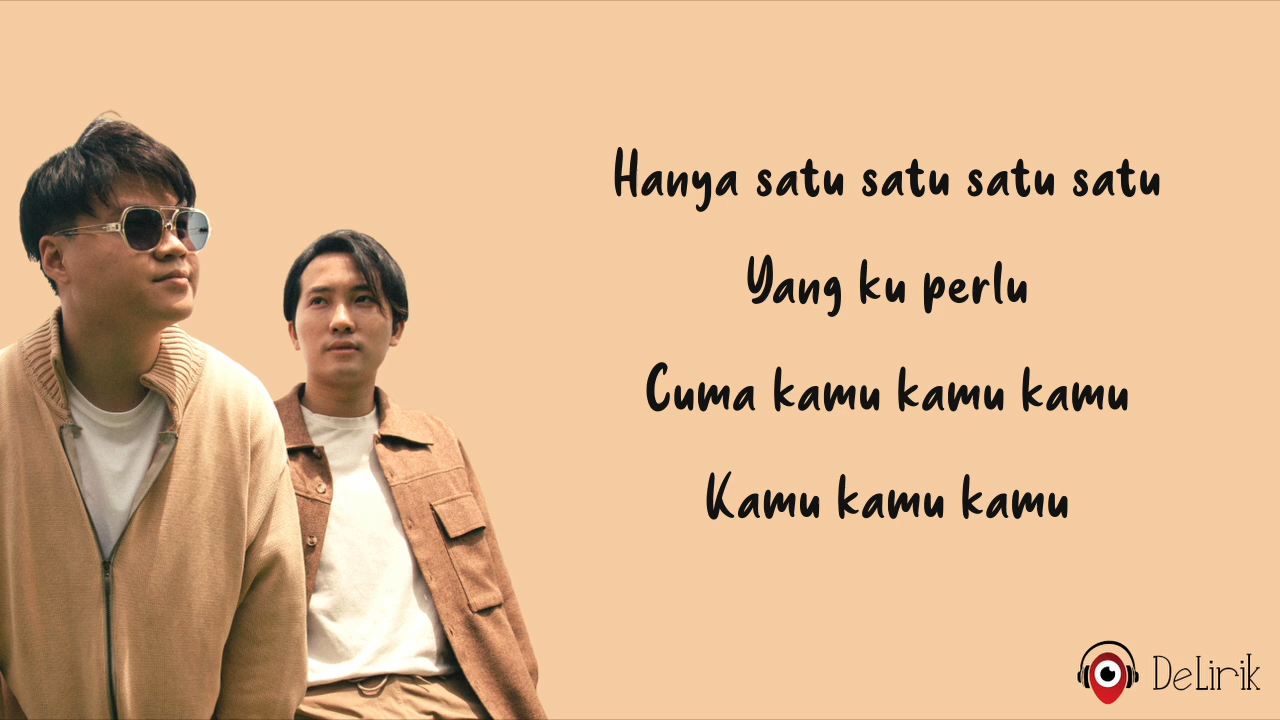 Hanya satu satu satu satu
Yang ku perlu
Cuma kamu kamu kamu
Kamu kamu kamu
DeLirik